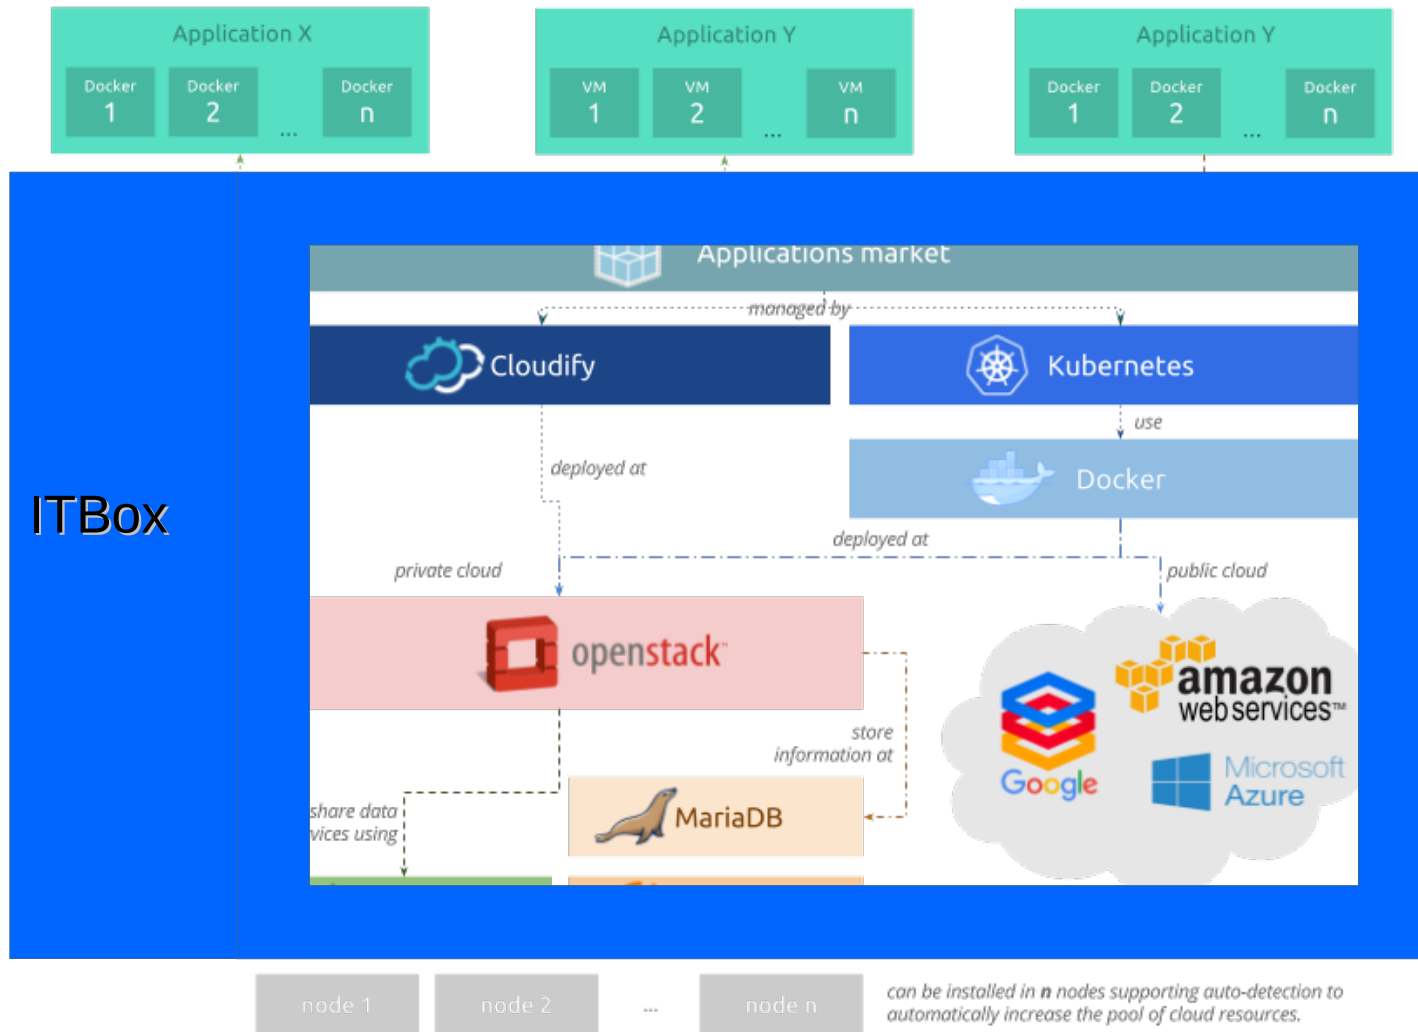 Application X
Docker
1
Docker
2
...
Docker
n
Application Y
VM
1
VM
2
...
VM
n
Application Y
Docker
1
Docker
2
...
Docker
n
Applications market
managed by
Cloudify
Kubernetes
use
Docker
deployed at
deployed at
private cloud
public cloud
ITBox
openstack™
amazon
web services™
Google
Microsoft
Azure
store
information at
MariaDB
share data
vices using
node 1
node 2
...
node n
can be installed in n nodes supporting auto-detection to
automatically increase the pool of cloud resources.